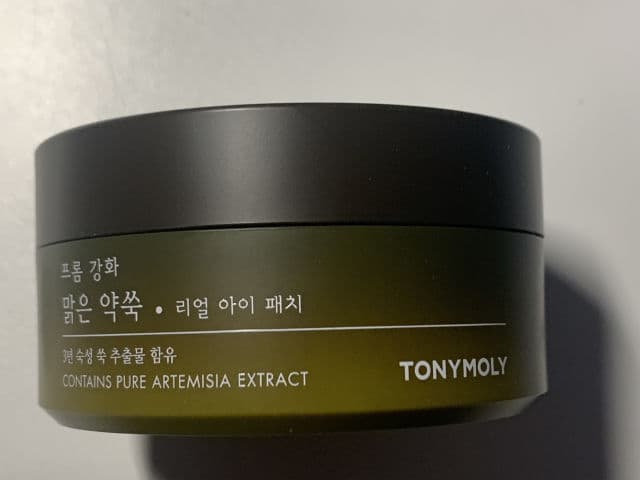 프롬 강화
맑은 약쑥 • 리얼 아이 패치
3년 숙성 쑥 추출물 함유
CONTAINS PURE ARTEMISIA EXTRACT
TONYMOLY